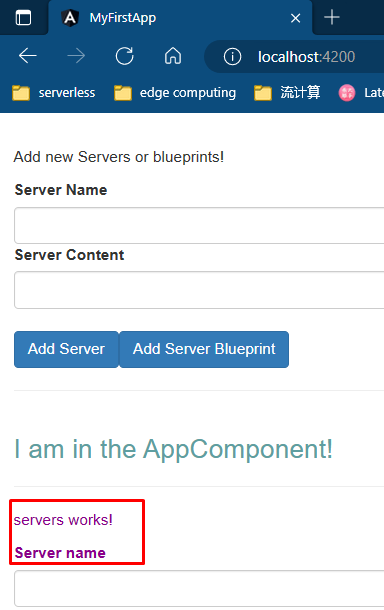 MyFirstApp
localhost:4200
serverless
edge computing
流计算
Late
Add new Servers or blueprints!
Server Name
Server Content
Add Server
Add Server Blueprint
I am in the AppComponent!
servers works!
Server name